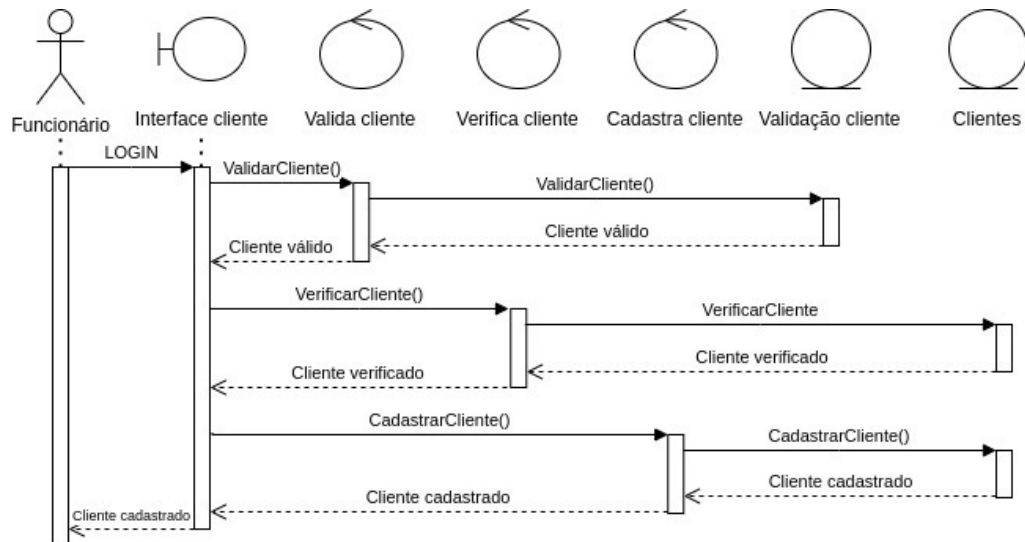 Funcionário
Interface cliente
Valida cliente
Verifica cliente
Cadastra cliente
Validação cliente
Clientes
LOGIN
ValidarCliente()
ValidarCliente()
Cliente válido
Cliente válido
VerificarCliente()
VerificarCliente
Cliente verificado
Cliente verificado
CadastrarCliente()
CadastrarCliente()
Cliente cadastrado
Cliente cadastrado
Cliente cadastrado